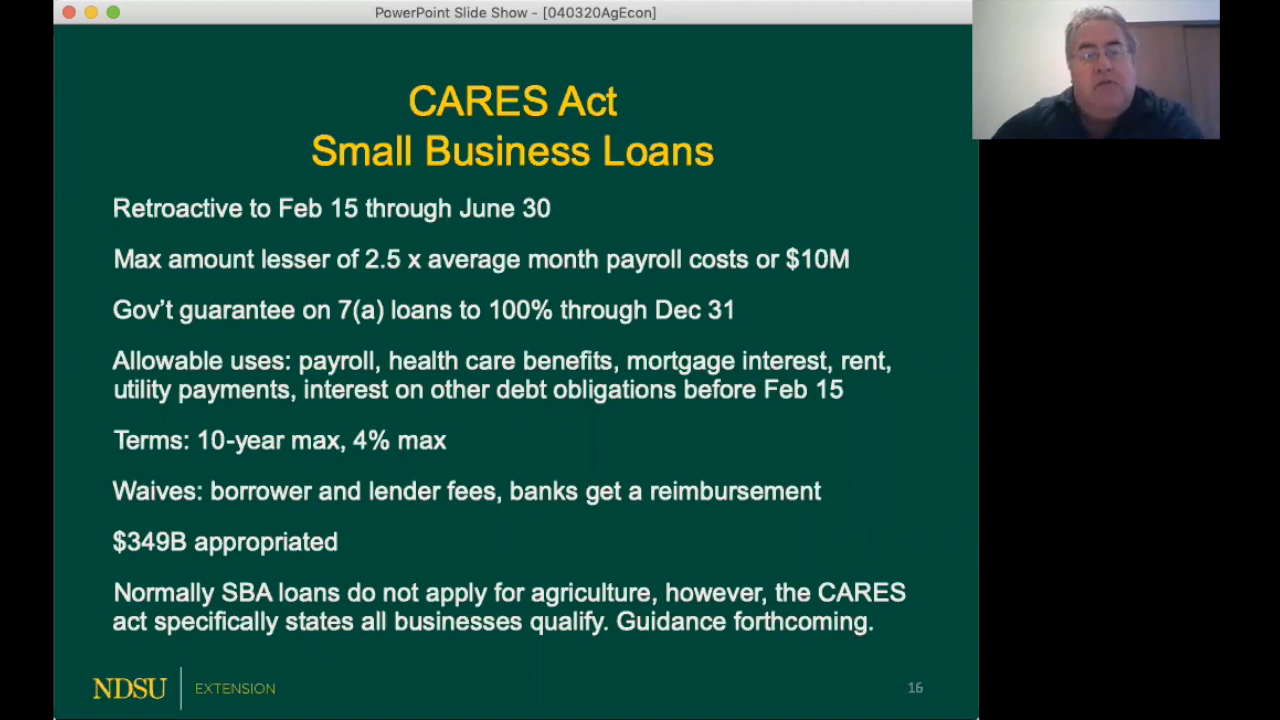 PowerPoint Slide Show - [040320AgEcon]
CARES Act
Small Business Loans
Retroactive to Feb 15 through June 30
Max amount lesser of 2.5 x average month payroll costs or $10M
Gov’t guarantee on 7(a) loans to 100% through Dec 31
Allowable uses: payroll, health care benefits, mortgage interest, rent,
utility payments, interest on other debt obligations before Feb 15
Terms: 10-year max, 4% max
Waives: borrower and lender fees, banks get a reimbursement
$349B appropriated
Normally SBA loans do not apply for agriculture, however, the CARES
act specifically states all businesses qualify. Guidance forthcoming.
NDSU EXTENSION
16